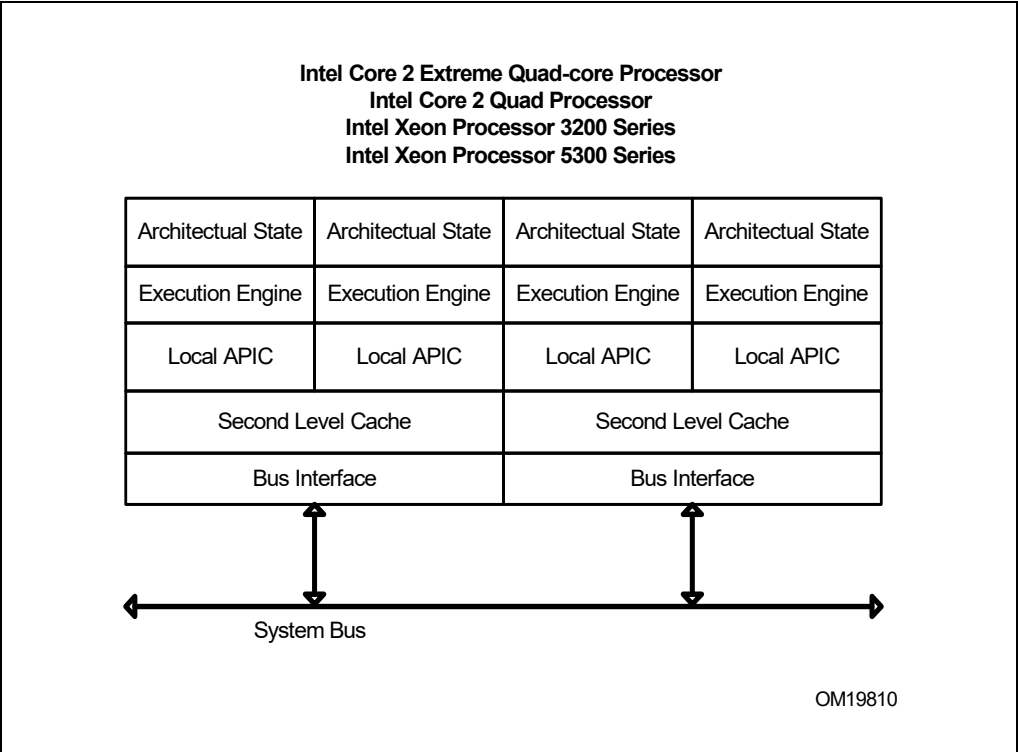 Intel Core 2 Extreme Quad-core Processor
Intel Core 2 Quad Processor
Intel Xeon Processor 3200 Series
Intel Xeon Processor 5300 Series
Architectual State Architectual State Architectual State Architectual State
Execution Engine Execution Engine Execution Engine Execution Engine
Local APIC Local APIC Local APIC Local APIC
Second Level Cache Second Level Cache
Bus Interface Bus Interface
System Bus
OM19810